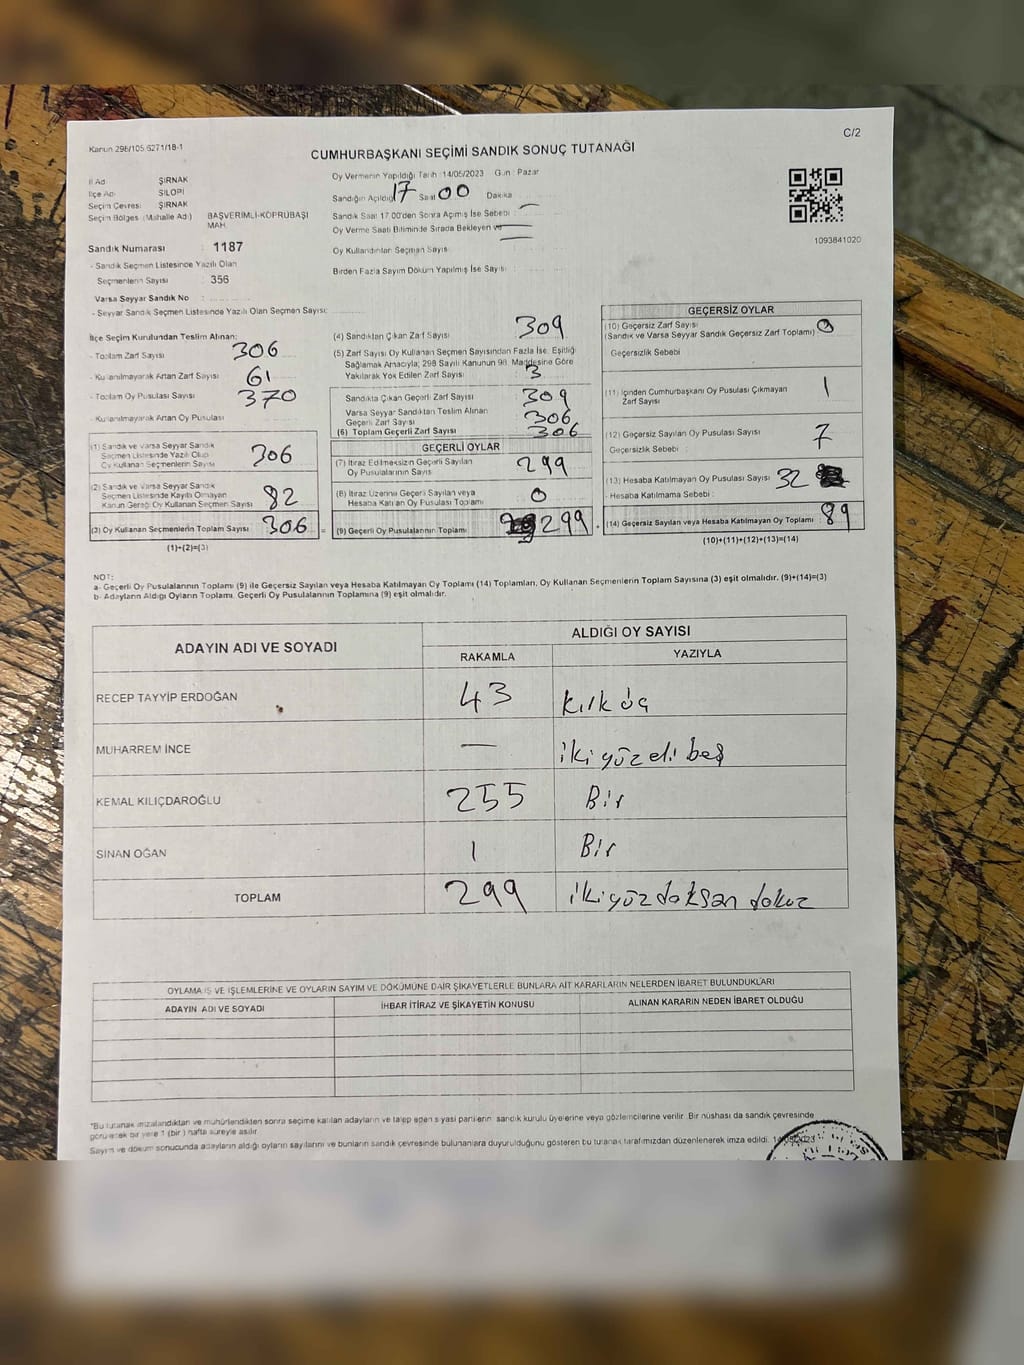 C/2
Kanun 298/105 6271/18-1
CUMHURBAŞKANI SEÇİMİ SANDIK SONUÇ TUTANAĞI
İl Adı ŞIRNAK
İlçe Adı SİLOPİ
Seçim Çevresi ŞIRNAK
Seçim Bölgesi (Mahalle Adı) BAŞVERİMLİ-KÖPRÜBAŞI MAH.
Sandık Numarası : 1187
- Sandık Seçmen Listesinde Yazılı Olan
Seçmenlerin Sayısı : 356
Varsa Seyyar Sandık No :
- Seyyar Sandık Seçmen Listesinde Yazılı Olan Seçmen Sayısı:
Oy Vermenin Yapıldığı Tarih : 14/05/2023 Gün : Pazar
Sandığın Açıldığı 17 Saat 00 Dakika
Sandık Saat 17.00'den Sonra Açılmış İse Sebebi :
Oy Verme Saati Bitiminde Sırada Bekleyen ve
Oy Kullandırılan Seçmen Sayısı
Birden Fazla Sayım Döküm Yapılmış İse Sayısı :
1093841020
İlçe Seçim Kurulundan Teslim Alınan:
- Toplam Zarf Sayısı 306
- Kullanılmayarak Artan Zarf Sayısı 61
- Toplam Oy Pusulası Sayısı 370
- Kullanılmayarak Artan Oy Pusulası
(1) Sandık ve Varsa Seyyar Sandık
Seçmen Listesinde Yazılı Olup
Oy Kullanan Seçmenlerin Sayısı 306
(2) Sandık ve Varsa Seyyar Sandık
Seçmen Listesinde Kayıtlı Olmayan
Kanun Gereği Oy Kullanan Seçmen Sayısı 82
(3) Oy Kullanan Seçmenlerin Toplam Sayısı 306 =
(1)+(2)=(3)
(4) Sandıktan Çıkan Zarf Sayısı 309
(5) Zarf Sayısı Oy Kullanan Seçmen Sayısından Fazla İse, Eşitliği
Sağlamak Amacıyla; 298 Sayılı Kanunun 98. Maddesine Göre
Yakılarak Yok Edilen Zarf Sayısı : 3
Sandıkta Çıkan Geçerli Zarf Sayısı 309
Varsa Seyyar Sandıktan Teslim Alınan
Geçerli Zarf Sayısı 306
(6) Toplam Geçerli Zarf Sayısı 306
GEÇERLİ OYLAR
(7) İtiraz Edilmeksizin Geçerli Sayılan
Oy Pusulalarının Sayısı 299
(8) İtiraz Üzerine Geçerli Sayılan veya
Hesaba Katılan Oy Pusulası Toplamı 0
(9) Geçerli Oy Pusulalarının Toplamı 299 +
GEÇERSİZ OYLAR
(10) Geçersiz Zarf Sayısı 0
(Sandık ve Varsa Seyyar Sandık Geçersiz Zarf Toplamı)
Geçersizlik Sebebi
(11) İçinden Cumhurbaşkanı Oy Pusulası Çıkmayan
Zarf Sayısı 1
(12) Geçersiz Sayılan Oy Pusulası Sayısı 7
Geçersizlik Sebebi :
(13) Hesaba Katılmayan Oy Pusulası Sayısı 32
- Hesaba Katılmama Sebebi :
(14) Geçersiz Sayılan veya Hesaba Katılmayan Oy Toplamı : 89
(10)+(11)+(12)+(13)=(14)
NOT:
a- Geçerli Oy Pusulalarının Toplamı (9) ile Geçersiz Sayılan veya Hesaba Katılmayan Oy Toplamı (14) Toplamları, Oy Kullanan Seçmenlerin Toplam Sayısına (3) eşit olmalıdır. (9)+(14)=(3)
b- Adayların Aldığı Oyların Toplamı, Geçerli Oy Pusulalarının Toplamına (9) eşit olmalıdır.
ADAYIN ADI VE SOYADI ALDIĞI OY SAYISI
RAKAMLA YAZIYLA
RECEP TAYYİP ERDOĞAN 43 kırk üç
MUHARREM İNCE — iki yüz eli beş
KEMAL KILIÇDAROĞLU 255 Bir
SİNAN OĞAN 1 Bir
TOPLAM 299 iki yüz doksan dokuz
OYLAMA İŞ VE İŞLEMLERİNE VE OYLARIN SAYIM VE DÖKÜMÜNE DAİR ŞİKAYETLERLE BUNLARA AİT KARARLARIN NELERDEN İBARET BULUNDUKLARI
ADAYIN ADI VE SOYADI İHBAR İTİRAZ VE ŞİKAYETİN KONUSU ALINAN KARARIN NEDEN İBARET OLDUĞU
"Bu tutanak imzalandıktan ve mühürlendikten sonra seçime katılan adayların ve talep eden siyasi partilerin sandık kurulu üyelerine veya gözlemcilerine verilir. Bir nüshası da sandık çevresinde
görülecek bir yere 1 (bir) hafta süreyle asılır.
Sayım ve döküm sonucunda adayların aldığı oyların sayılarını ve bunların sandık çevresinde bulunanlara duyurulduğunu gösteren bu tutanak tarafımızdan düzenlenerek imza edildi.